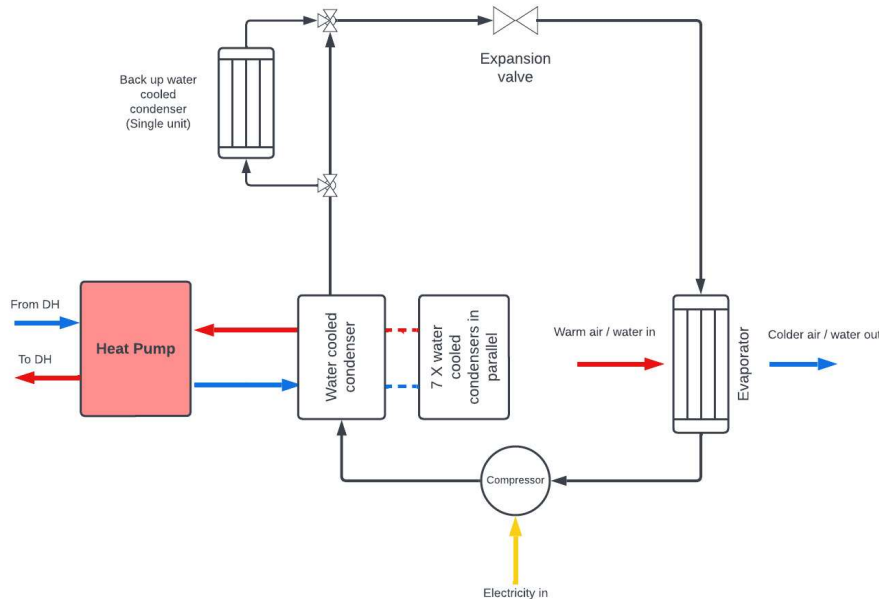 Back up water
cooled
condenser
(Single unit)
Expansion
valve
From DH
To DH
Heat Pump
Water cooled
condenser
7 X water
cooled
condensers in
parallel
Warm air / water in
Evaporator
Colder air / water out
Compressor
Electricity in